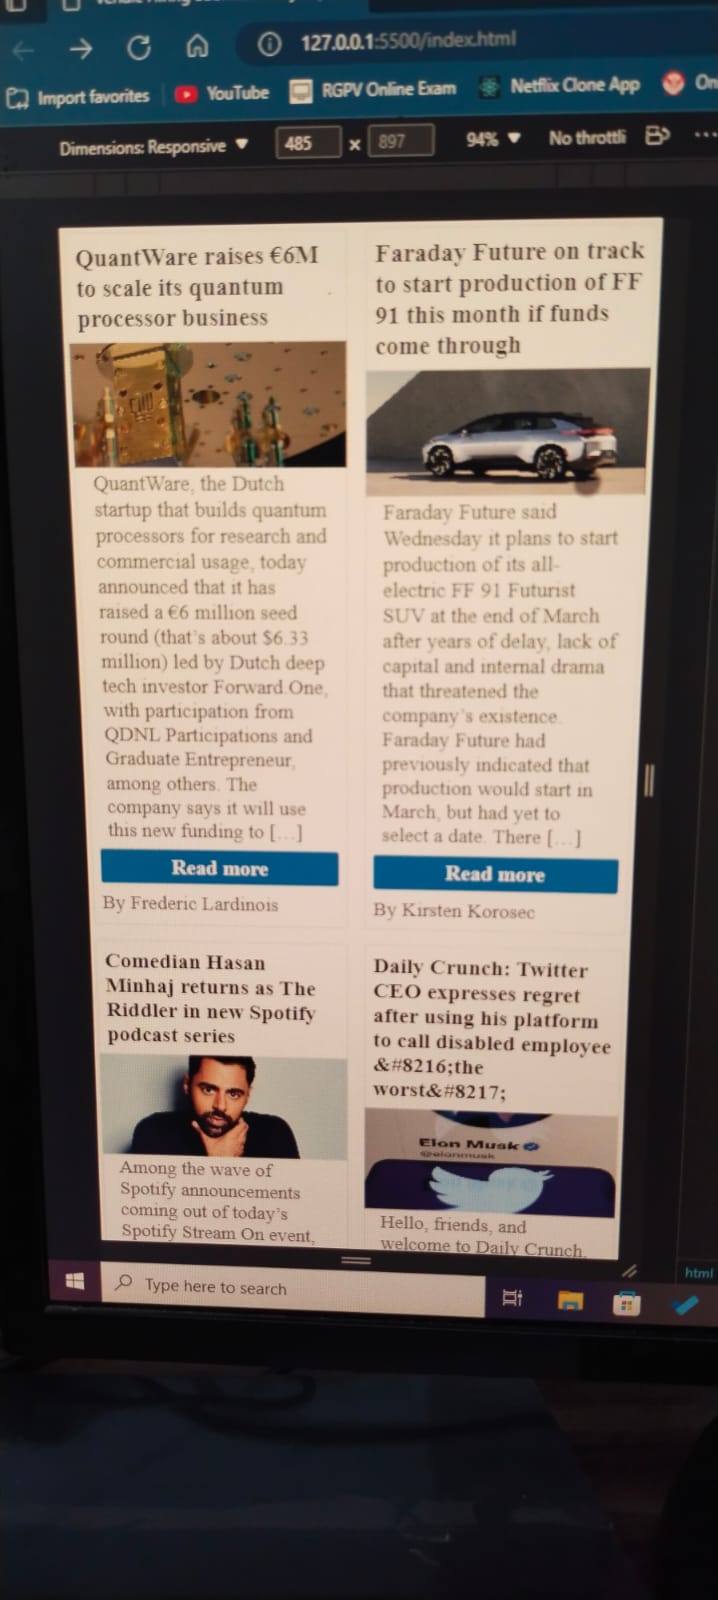 127.0.0.1:5500/index.html
Import favorites YouTube RGPV Online Exam Netflix Clone App On
Dimensions: Responsive 485 x 897 94% No throttli
QuantWare raises €6M
to scale its quantum
processor business
QuantWare, the Dutch
startup that builds quantum
processors for research and
commercial usage, today
announced that it has
raised a €6 million seed
round (that's about $6.33
million) led by Dutch deep
tech investor Forward.One,
with participation from
QDNL Participations and
Graduate Entrepreneur,
among others. The
company says it will use
this new funding to […]
Read more
By Frederic Lardinois
Faraday Future on track
to start production of FF
91 this month if funds
come through
Faraday Future said
Wednesday it plans to start
production of its all-
electric FF 91 Futurist
SUV at the end of March
after years of delay, lack of
capital and internal drama
that threatened the
company's existence.
Faraday Future had
previously indicated that
production would start in
March, but had yet to
select a date. There […]
Read more
By Kirsten Korosec
Comedian Hasan
Minhaj returns as The
Riddler in new Spotify
podcast series
Among the wave of
Spotify announcements
coming out of today's
Spotify Stream On event,
Daily Crunch: Twitter
CEO expresses regret
after using his platform
to call disabled employee
&#8216;the
worst&#8217;
Elon Musk
@elonmusk
Hello, friends, and
welcome to Daily Crunch.
html
Type here to search